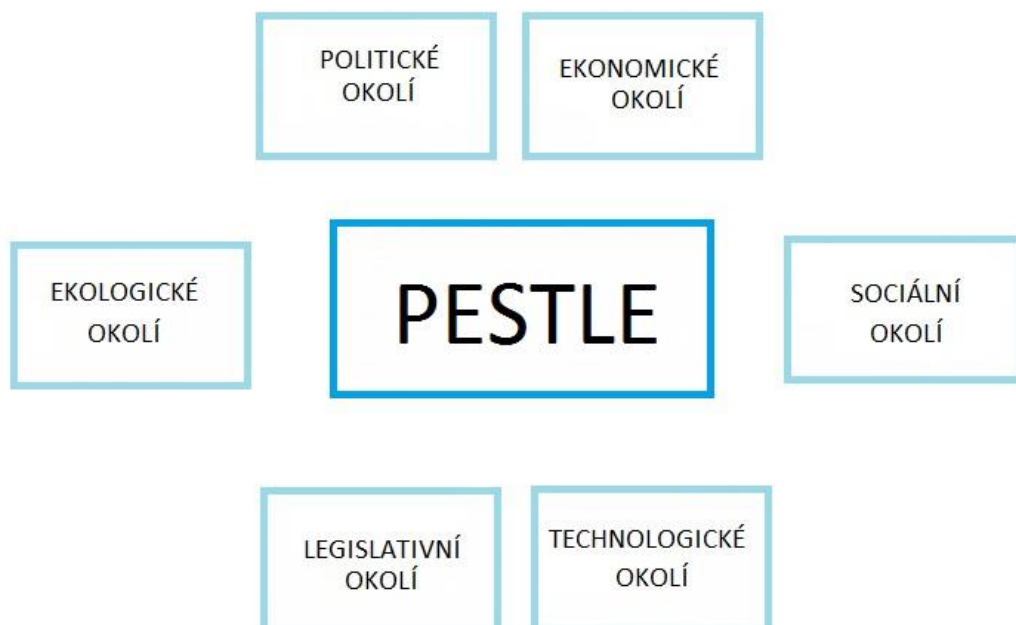 POLITICKÉ
OKOLÍ
EKONOMICKÉ
OKOLÍ
EKOLOGICKÉ
OKOLÍ
PESTLE
SOCIÁLNÍ
OKOLÍ
LEGISLATIVNÍ
OKOLÍ
TECHNOLOGICKÉ
OKOLÍ